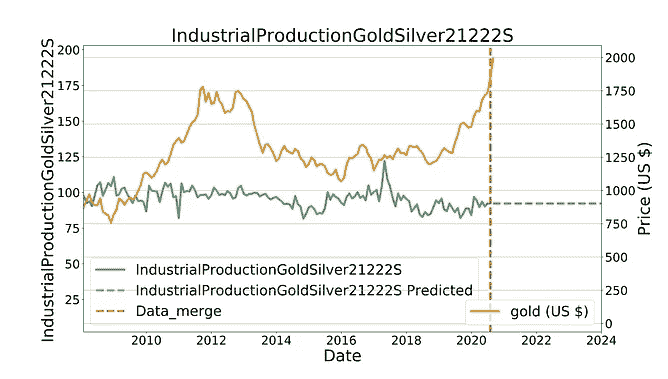 IndustrialProductionGoldSilver21222S
IndustrialProductionGoldSilver21222S
200
175
150
125
100
75
50
25
2000
1750
1500
1250
1000
750
500
250
0
Price (US $)
IndustrialProductionGoldSilver21222S
IndustrialProductionGoldSilver21222S Predicted
Data_merge
gold (US $)
2010 2012 2014 2016 2018 2020 2022 2024
Date